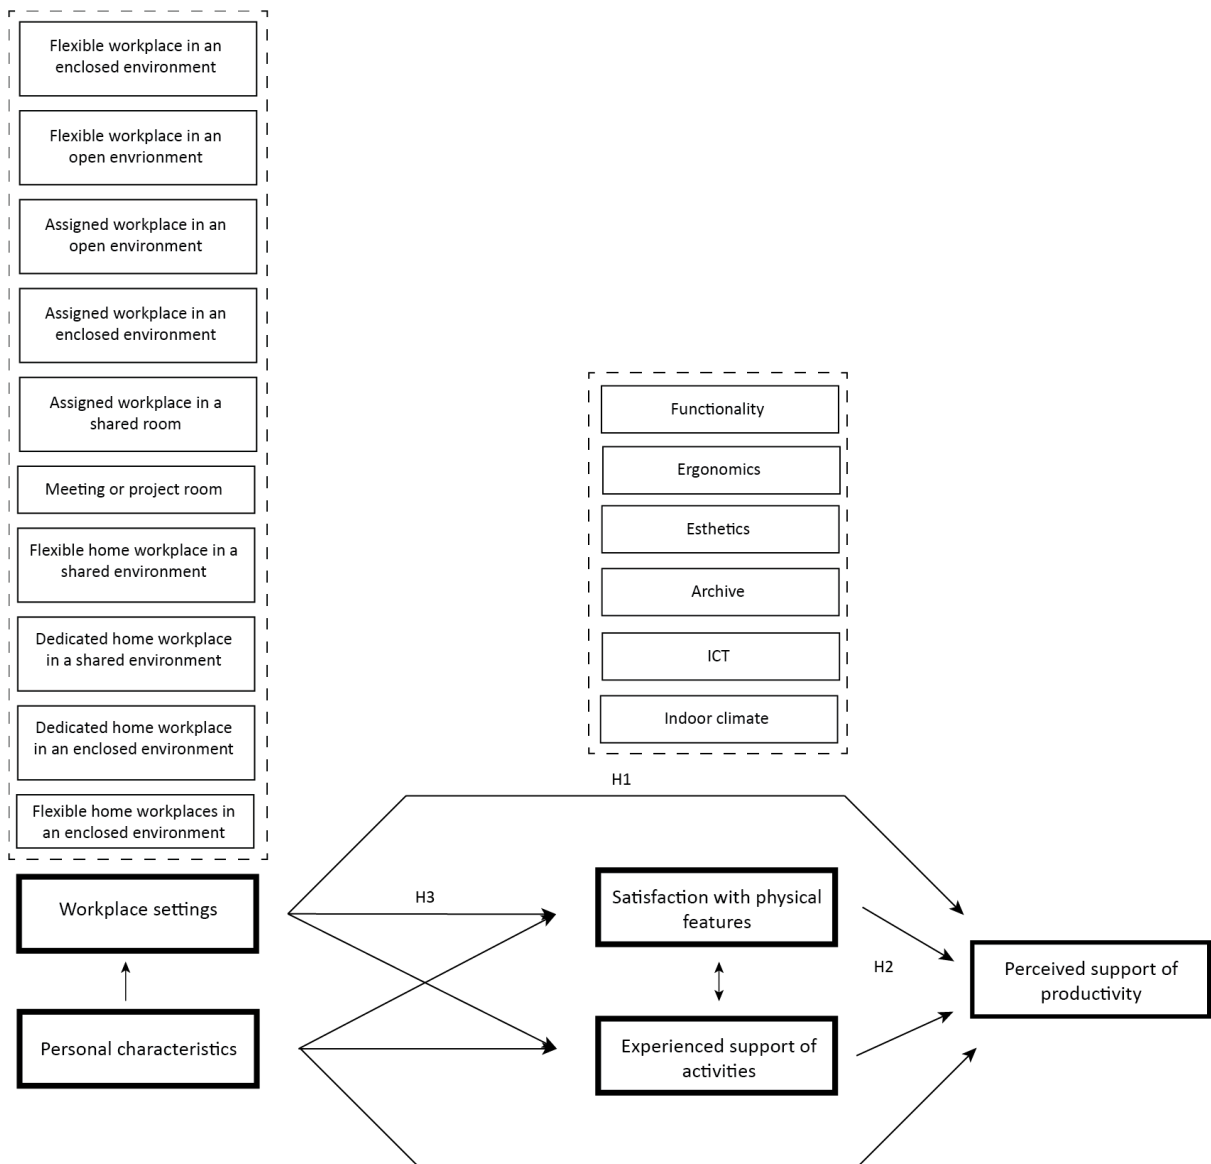 Flexible workplace in an
enclosed environment
Flexible workplace in an
open envrionment
Assigned workplace in an
open environment
Assigned workplace in an
enclosed environment
Assigned workplace in a
shared room
Meeting or project room
Flexible home workplace in a
shared environment
Dedicated home workplace
in a shared environment
Dedicated home workplace
in an enclosed environment
Flexible home workplaces in
an enclosed environment
Functionality
Ergonomics
Esthetics
Archive
ICT
Indoor climate
H1
Workplace settings
H3
Satisfaction with physical
features
H2
Perceived support of
productivity
Personal characteristics
Experienced support of
activities